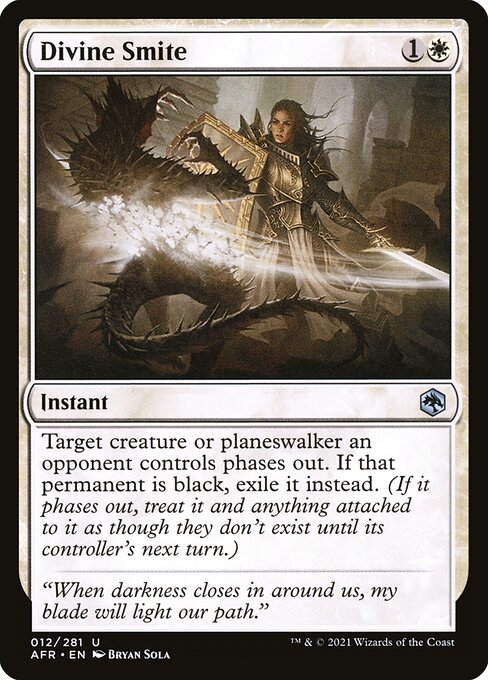 Divine Smite 1
Instant
Target creature or planeswalker an
opponent controls phases out. If that
permanent is black, exile it instead. (If it
phases out, treat it and anything attached
to it as though they don’t exist until its
controller’s next turn.)
“When darkness closes in around us, my
blade will light our path.”
012/281 U
AFR • EN Bryan Sola
™ & © 2021 Wizards of the Coast